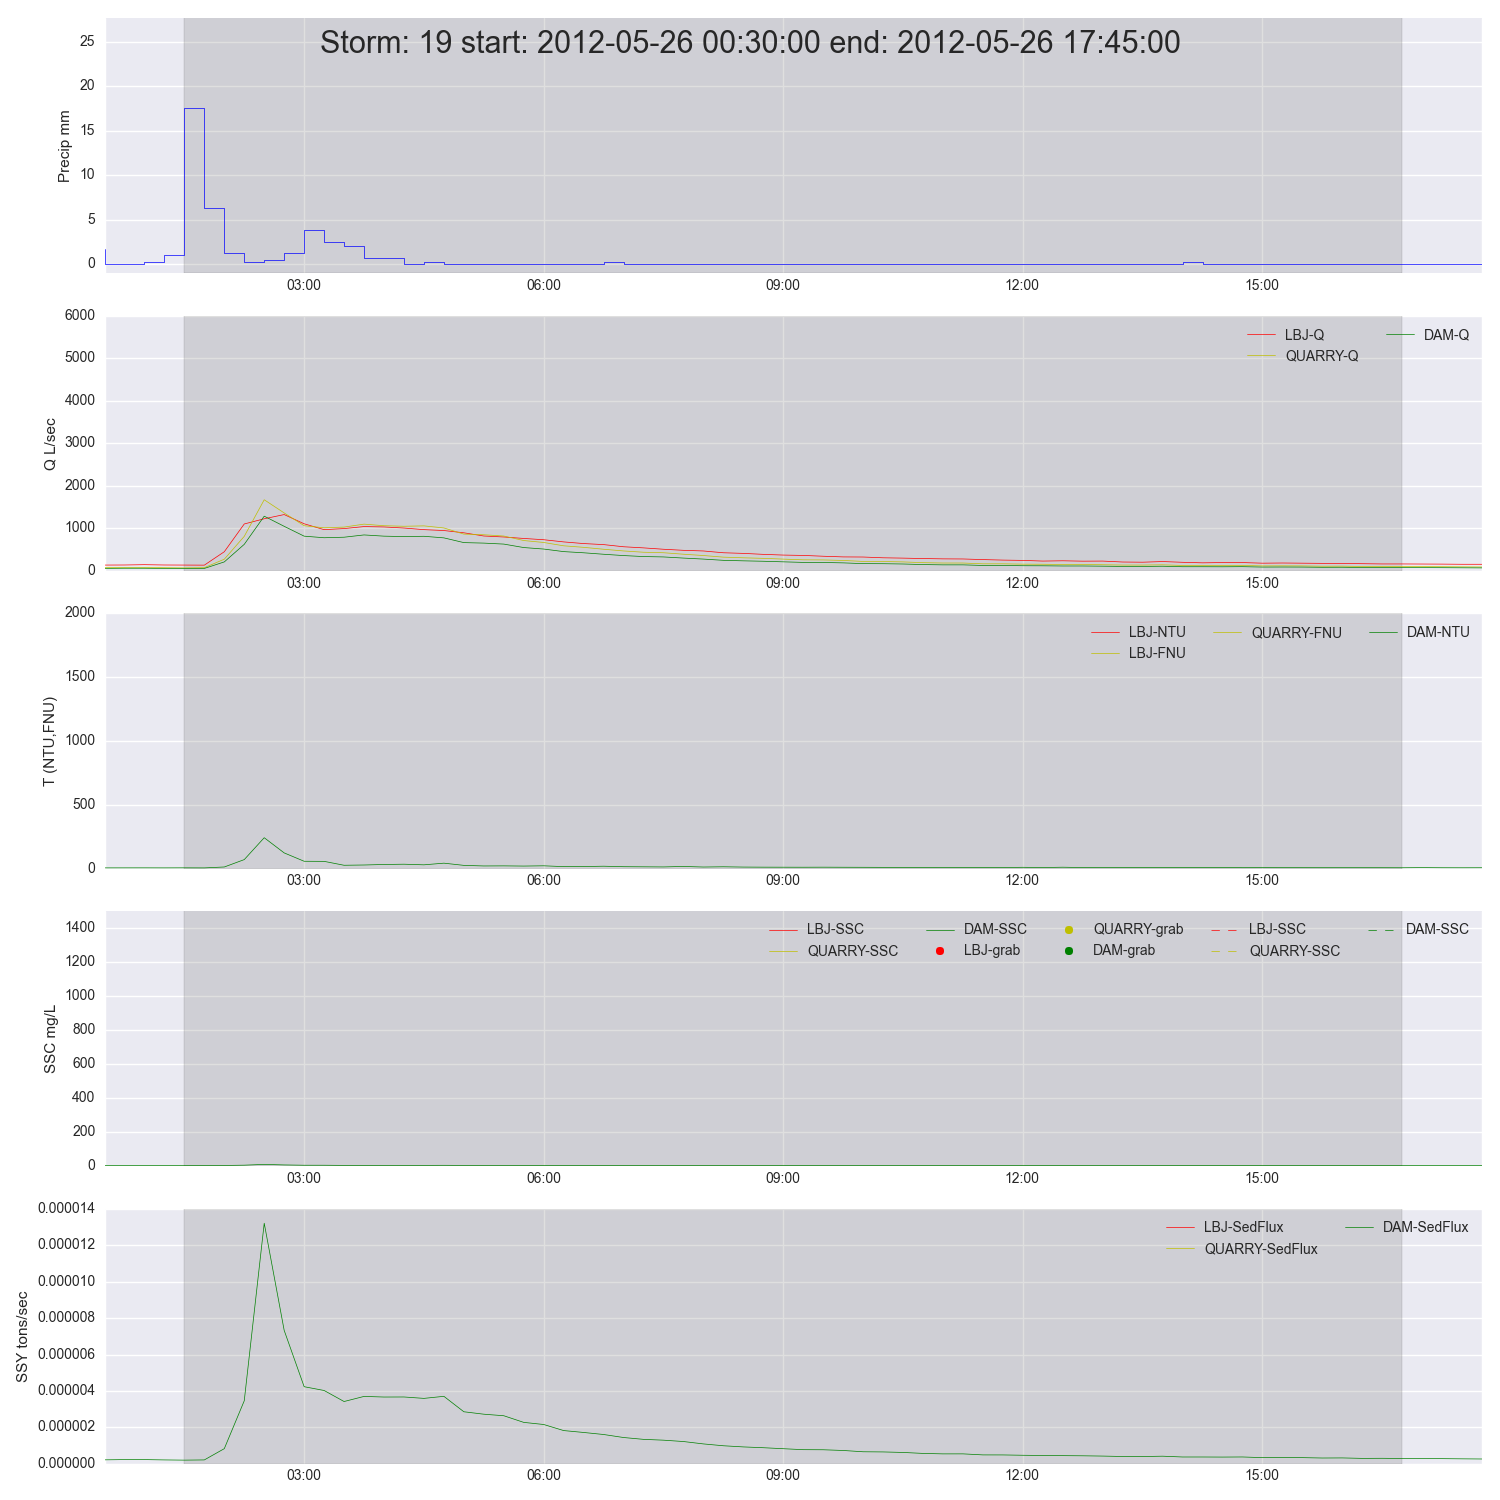 Storm: 19 start: 2012-05-26 00:30:00 end: 2012-05-26 17:45:00
Precip mm
25
20
15
10
5
0
03:00 06:00 09:00 12:00 15:00
Q L/sec
6000
5000
4000
3000
2000
1000
0
LBJ-Q DAM-Q
QUARRY-Q
03:00 06:00 09:00 12:00 15:00
T (NTU,FNU)
2000
1500
1000
500
0
LBJ-NTU QUARRY-FNU DAM-NTU
LBJ-FNU
03:00 06:00 09:00 12:00 15:00
SSC mg/L
1400
1200
1000
800
600
400
200
0
LBJ-SSC DAM-SSC QUARRY-grab LBJ-SSC DAM-SSC
QUARRY-SSC LBJ-grab DAM-grab QUARRY-SSC
03:00 06:00 09:00 12:00 15:00
SSY tons/sec
0.000014
0.000012
0.000010
0.000008
0.000006
0.000004
0.000002
0.000000
LBJ-SedFlux DAM-SedFlux
QUARRY-SedFlux
03:00 06:00 09:00 12:00 15:00